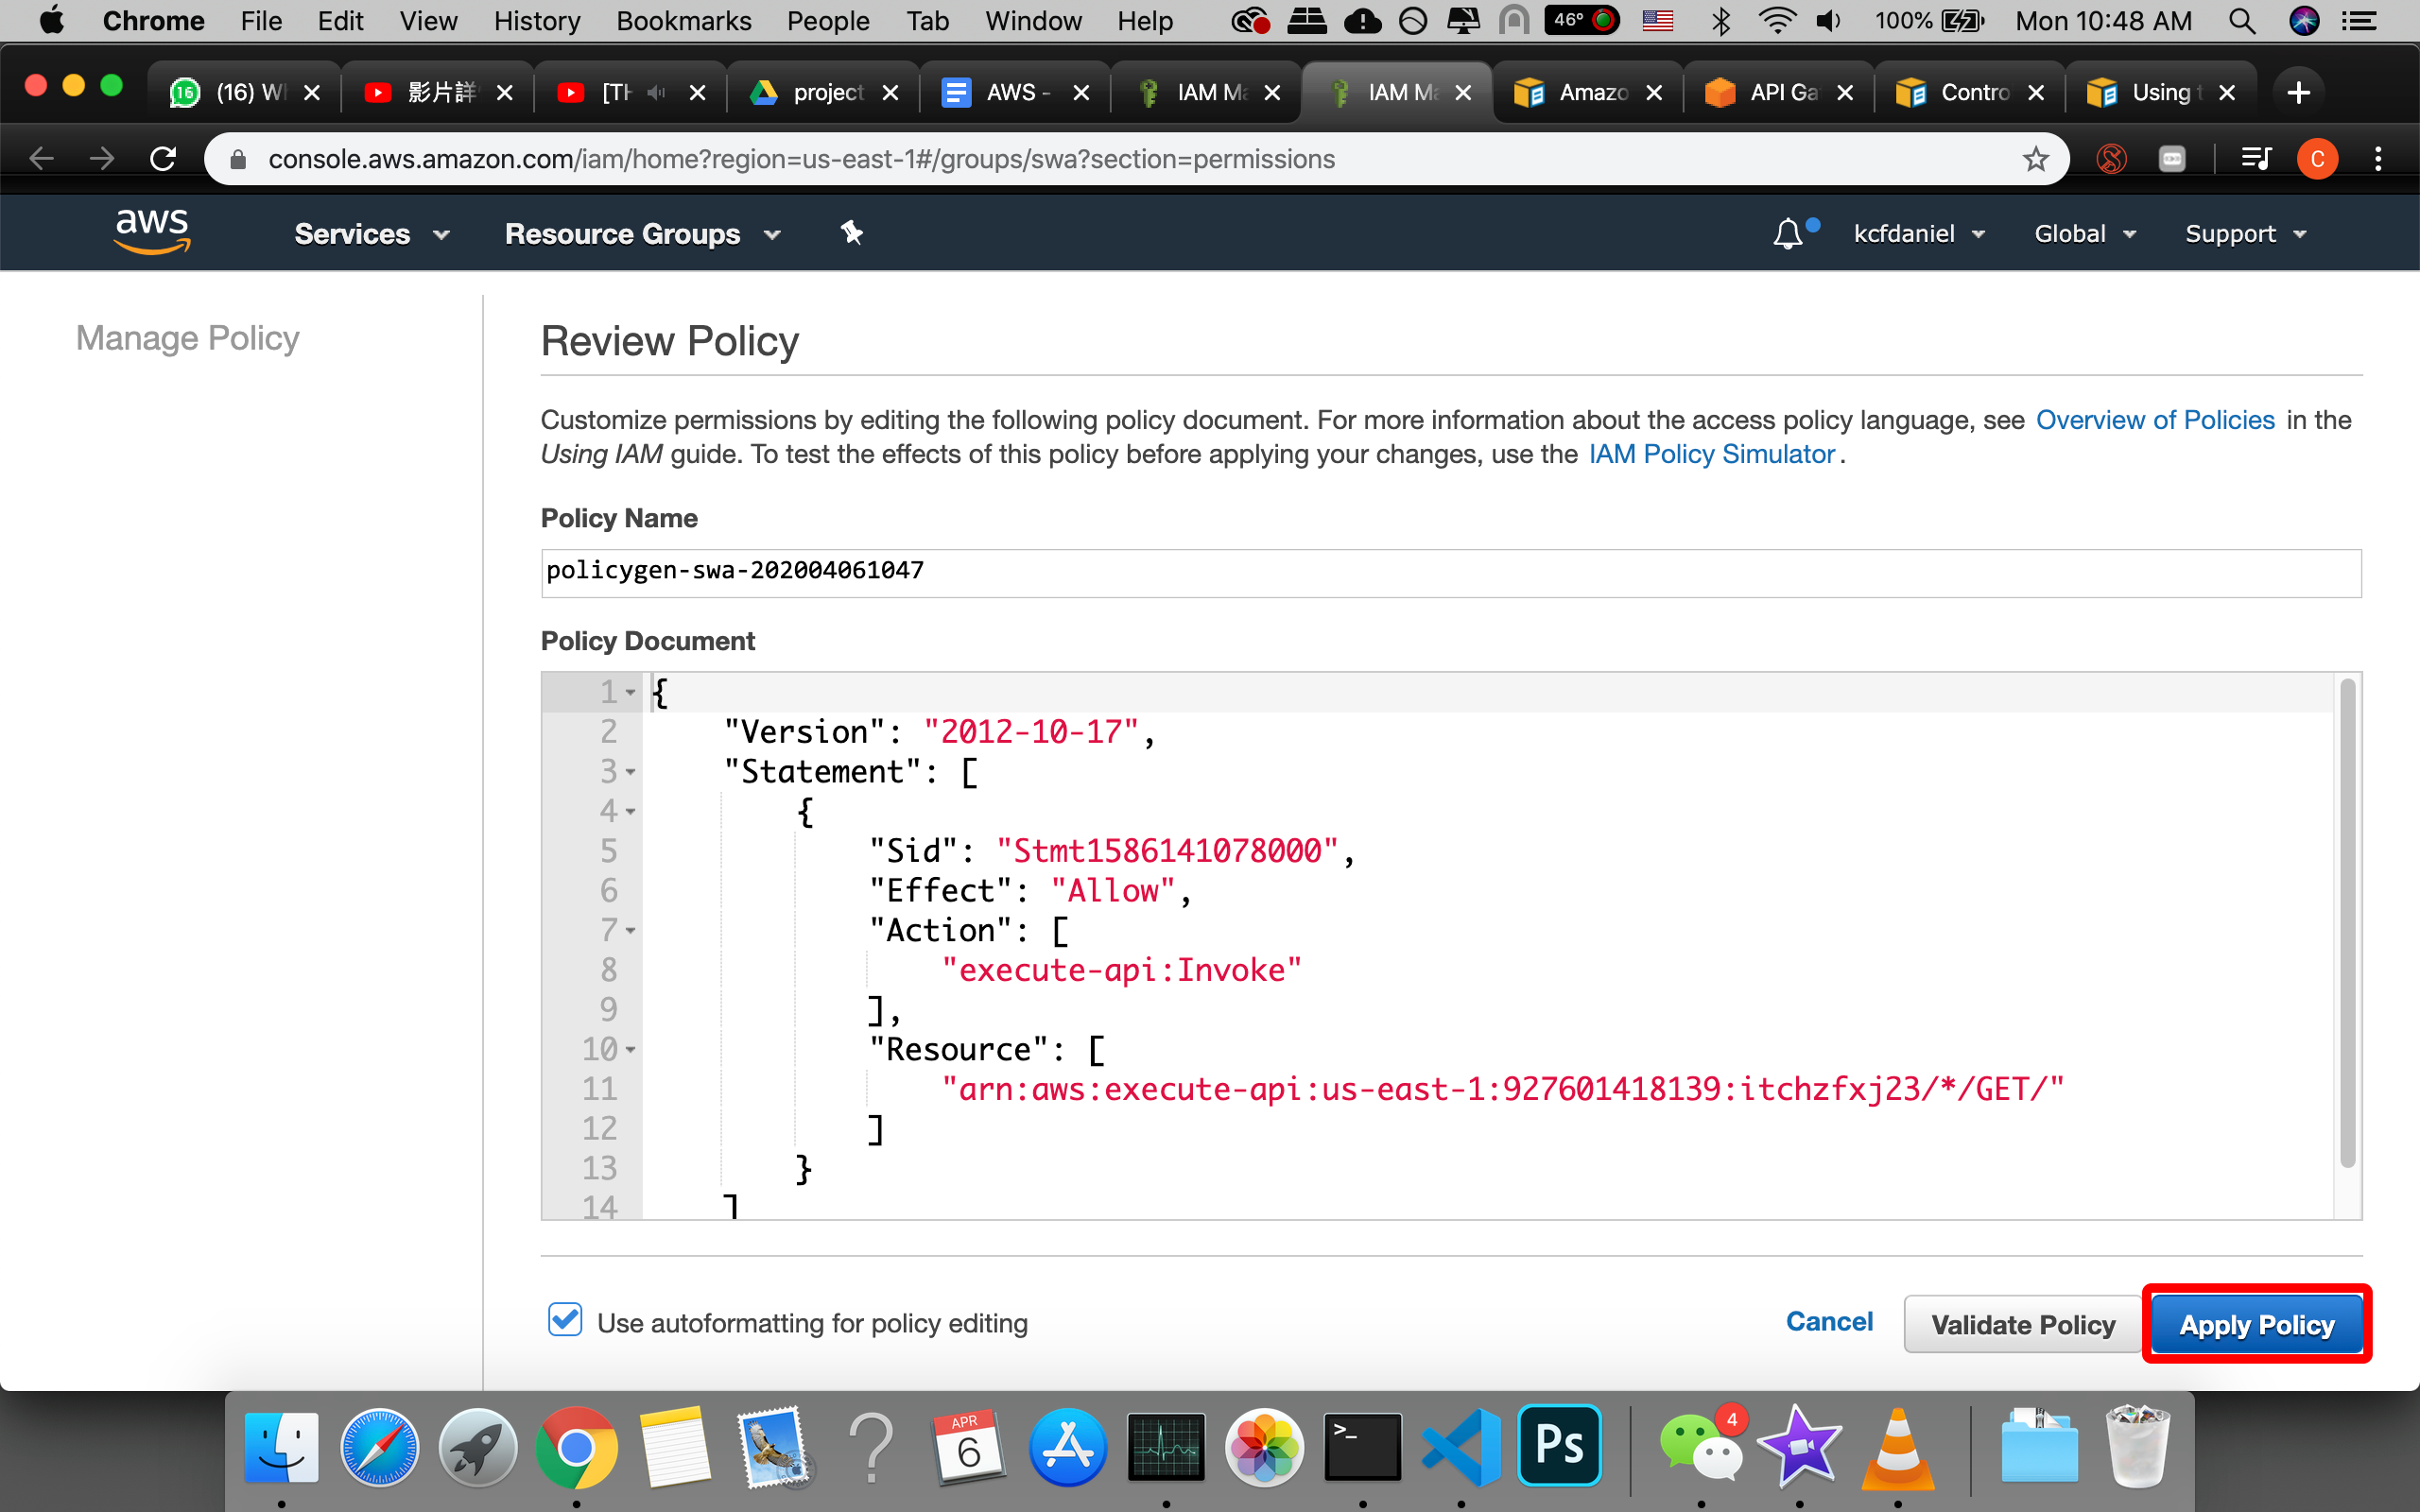 Chrome File Edit View History Bookmarks People Tab Window Help 46° 100% Mon 10:48 AM
16 (16) W 影片詳 [TH project AWS - IAM Ma IAM Ma Amazo API Ga Contro Using t
console.aws.amazon.com/iam/home?region=us-east-1#/groups/swa?section=permissions C
aws Services Resource Groups kcfdaniel Global Support
Manage Policy
Review Policy
Customize permissions by editing the following policy document. For more information about the access policy language, see Overview of Policies in the
Using IAM guide. To test the effects of this policy before applying your changes, use the IAM Policy Simulator.
Policy Name
policygen-swa-202004061047
Policy Document
1 {
2 "Version": "2012-10-17",
3 "Statement": [
4 {
5 "Sid": "Stmt1586141078000",
6 "Effect": "Allow",
7 "Action": [
8 "execute-api:Invoke"
9 ],
10 "Resource": [
11 "arn:aws:execute-api:us-east-1:927601418139:itchzfxj23/*/GET/"
12 ]
13 }
14 ]
Use autoformatting for policy editing Cancel Validate Policy Apply Policy
APR
6
>_
Ps
4